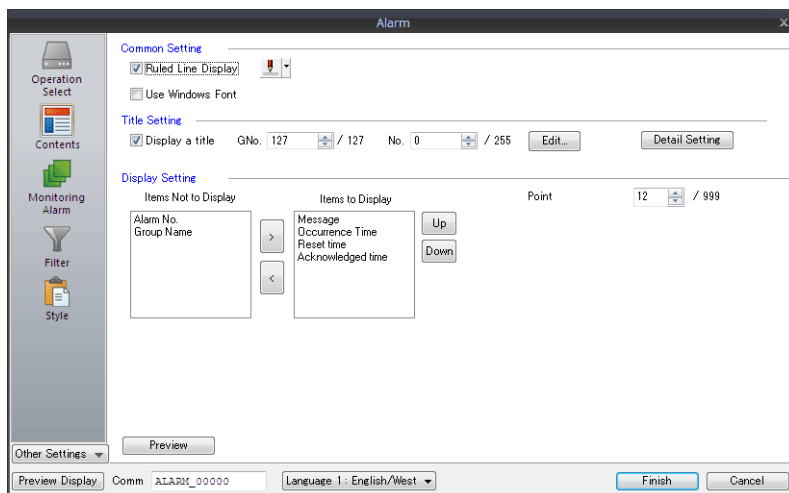 Alarm
x
Operation
Select
Contents
Monitoring
Alarm
Filter
Style
Other Settings
Common Setting
Ruled Line Display
Use Windows Font
Title Setting
Display a title GNo. 127 / 127 No. 0 / 255 Edit... Detail Setting
Display Setting
Items Not to Display Items to Display Point 12 / 999
Alarm No.
Group Name
>
<
Message
Occurrence Time
Reset time
Acknowledged time
Up
Down
Preview
Preview Display Comm ALARM_00000 Language 1 : English/West Finish Cancel